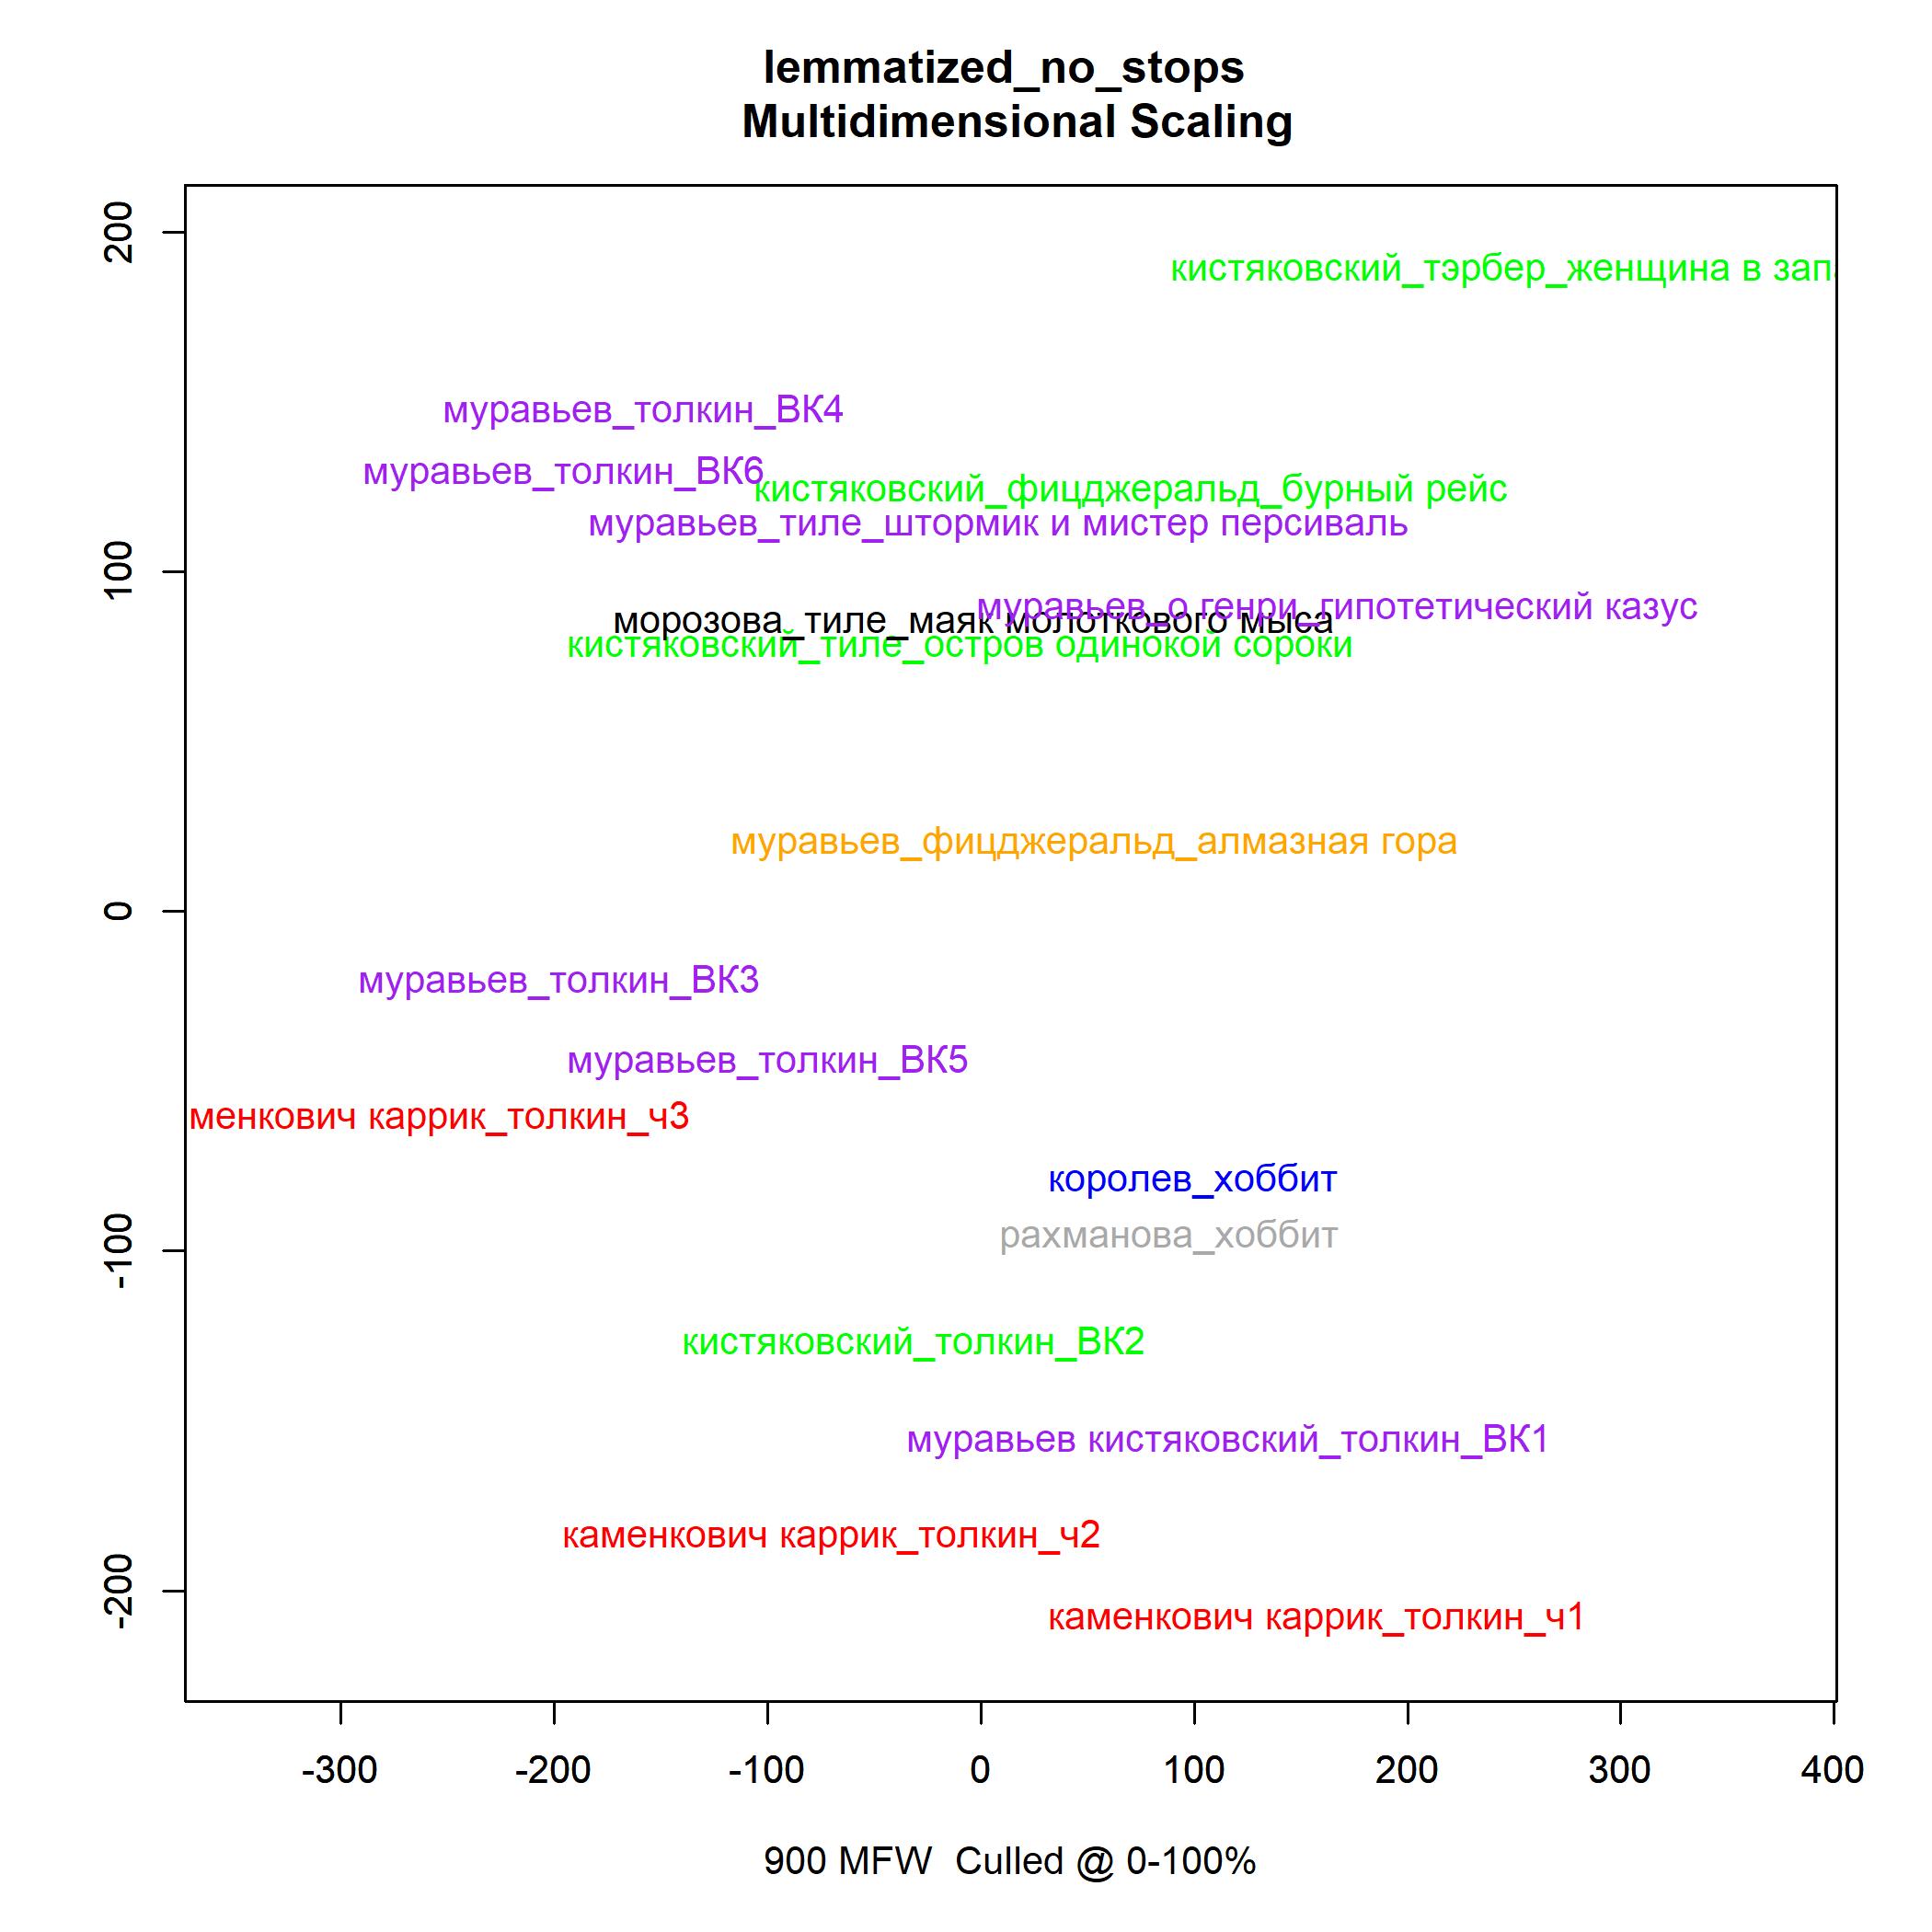 lemmatized_no_stops
Multidimensional Scaling
200
кистяковский_тэрбер_женщина в зап
муравьев_толкин_ВК4
муравьев_толкин_ВК6
кистяковский_фицджеральд_бурный рейс
муравьев_тиле_штормик и мистер персиваль
100
муравьев_о генри_гипотетический казус
морозова_тиле_маяк молоткового мыса
кистяковский_тиле_остров одинокой сороки
муравьев_фицджеральд_алмазная гора
0
муравьев_толкин_ВК3
муравьев_толкин_ВК5
менкович каррик_толкин_ч3
королев_хоббит
рахманова_хоббит
-100
кистяковский_толкин_ВК2
муравьев кистяковский_толкин_ВК1
каменкович каррик_толкин_ч2
-200
каменкович каррик_толкин_ч1
-300 -200 -100 0 100 200 300 400
900 MFW Culled @ 0-100%